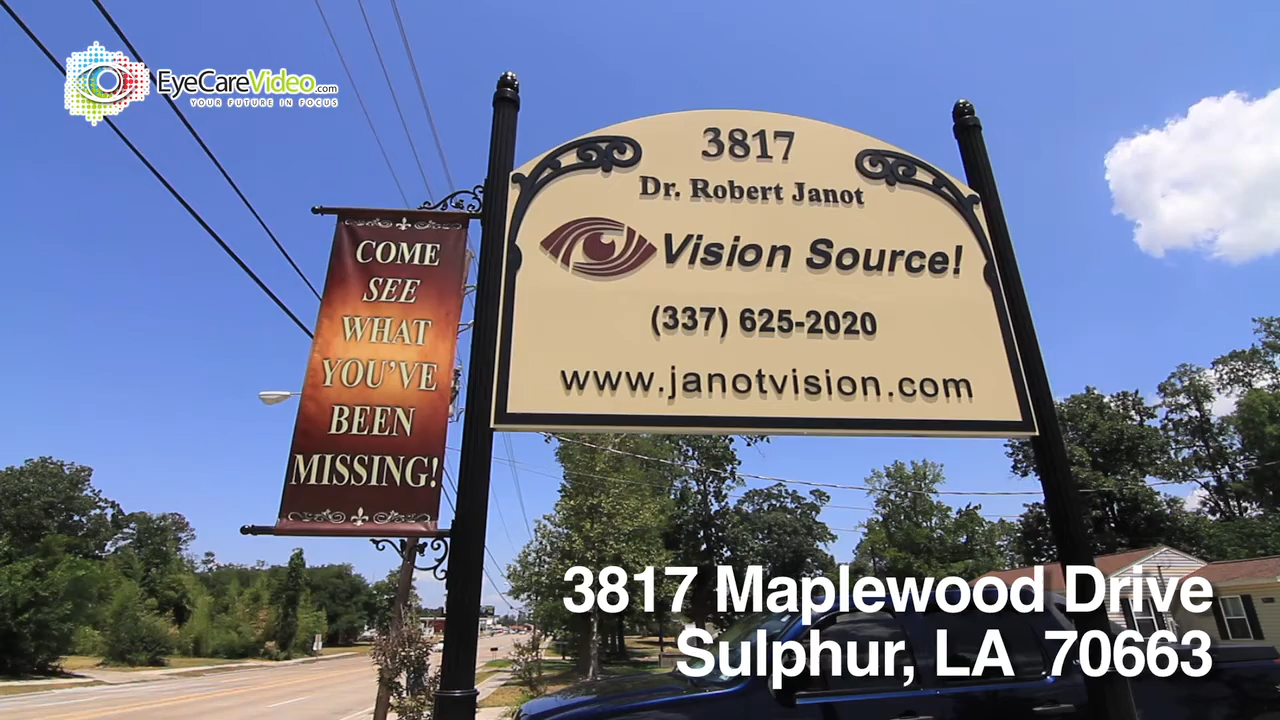 EyeCareVideo.com
YOUR FUTURE IN FOCUS
3817
Dr. Robert Janot
Vision Source!
(337) 625-2020
www.janotvision.com
COME
SEE
WHAT
YOU'VE
BEEN
MISSING!
3817 Maplewood Drive
Sulphur, LA 70663